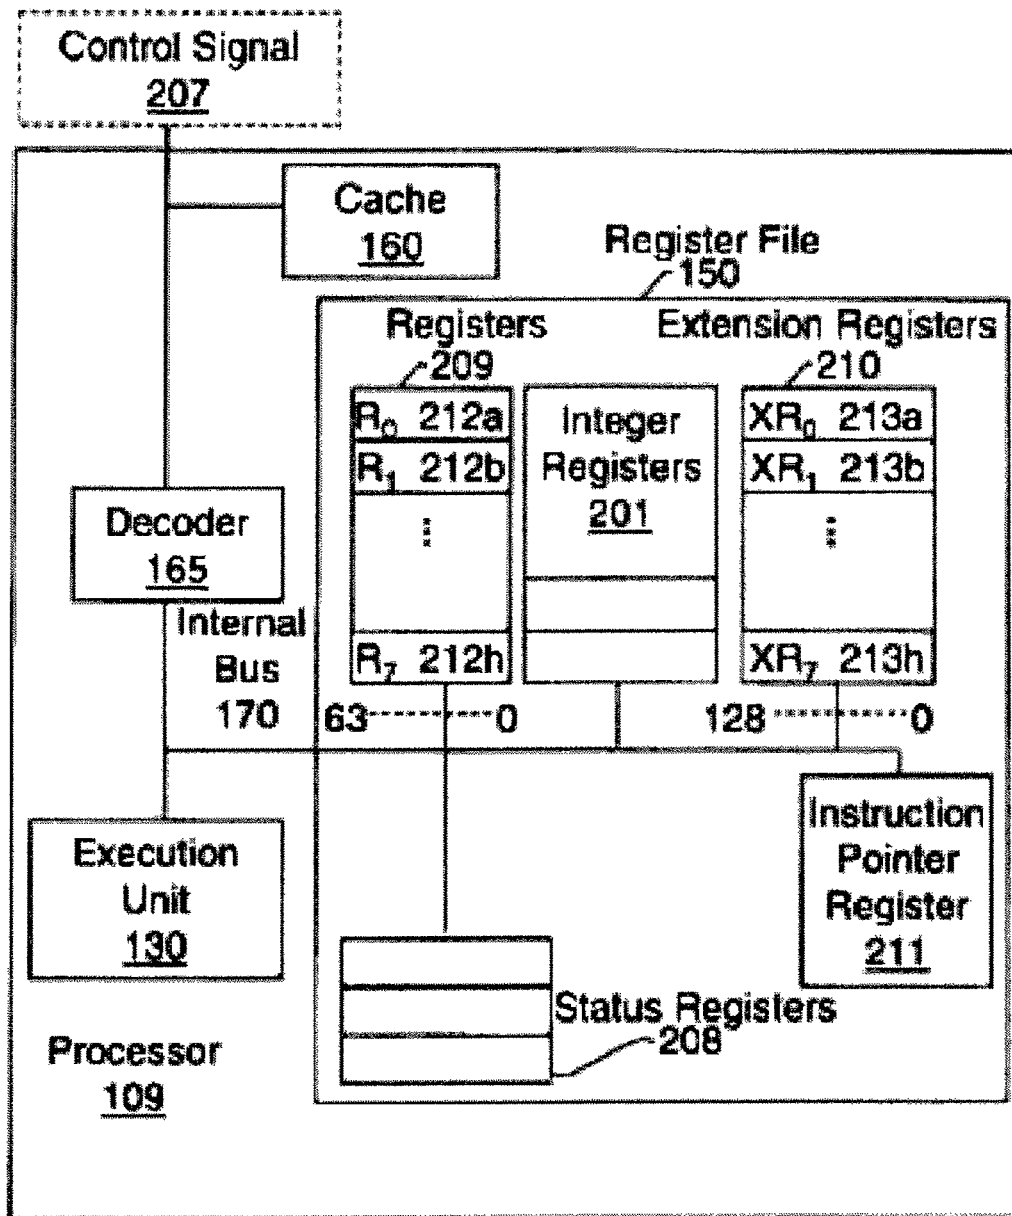 Control Signal
207
Cache
160
Register File
150
Registers
209
Extension Registers
210
R₀ 212a
R₁ 212b
R₇ 212h
Integer
Registers
201
XR₀ 213a
XR₁ 213b
XR₇ 213h
Decoder
165
Internal
Bus
170
63 0
128 0
Execution
Unit
130
Instruction
Pointer
Register
211
Status Registers
208
Processor
109